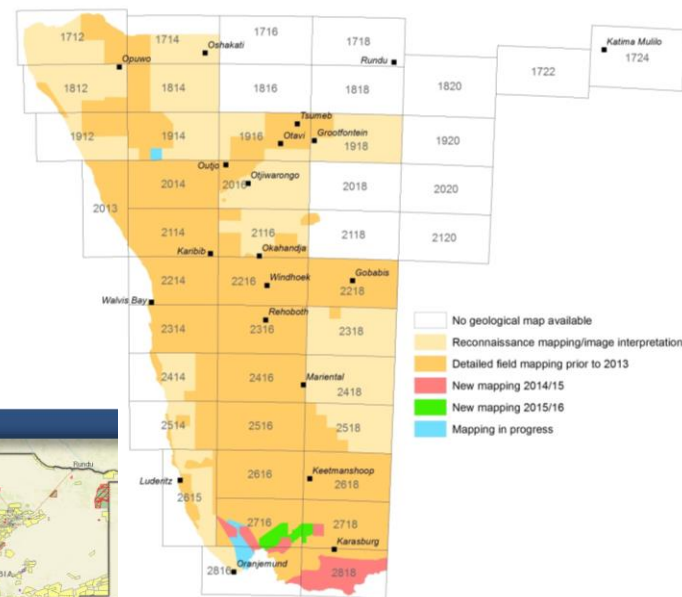 1712
1714
1716
1718
Oshakati
Katima Mulilo
1724
Rundu
1722
Opuwo
1812
1814
1816
1818
1820
Tsumeb
1912
1914
1916
Otavi
Grootfontein
1918
1920
Outjo
2013
2014
2016
Otjiwarongo
2018
2020
2114
2116
2118
2120
Karibib
Okahandja
2214
2216
Windhoek
Gobabis
2218
Walvis Bay
2314
Rehoboth
2316
2318
2414
2416
Mariental
2418
2514
2516
2518
Luderitz
2615
2616
Keetmanshoop
2618
2716
2718
Karasburg
2816
Oranjemund
2818
No geological map available
Reconnaissance mapping/image interpretation
Detailed field mapping prior to 2013
New mapping 2014/15
New mapping 2015/16
Mapping in progress
Rundu